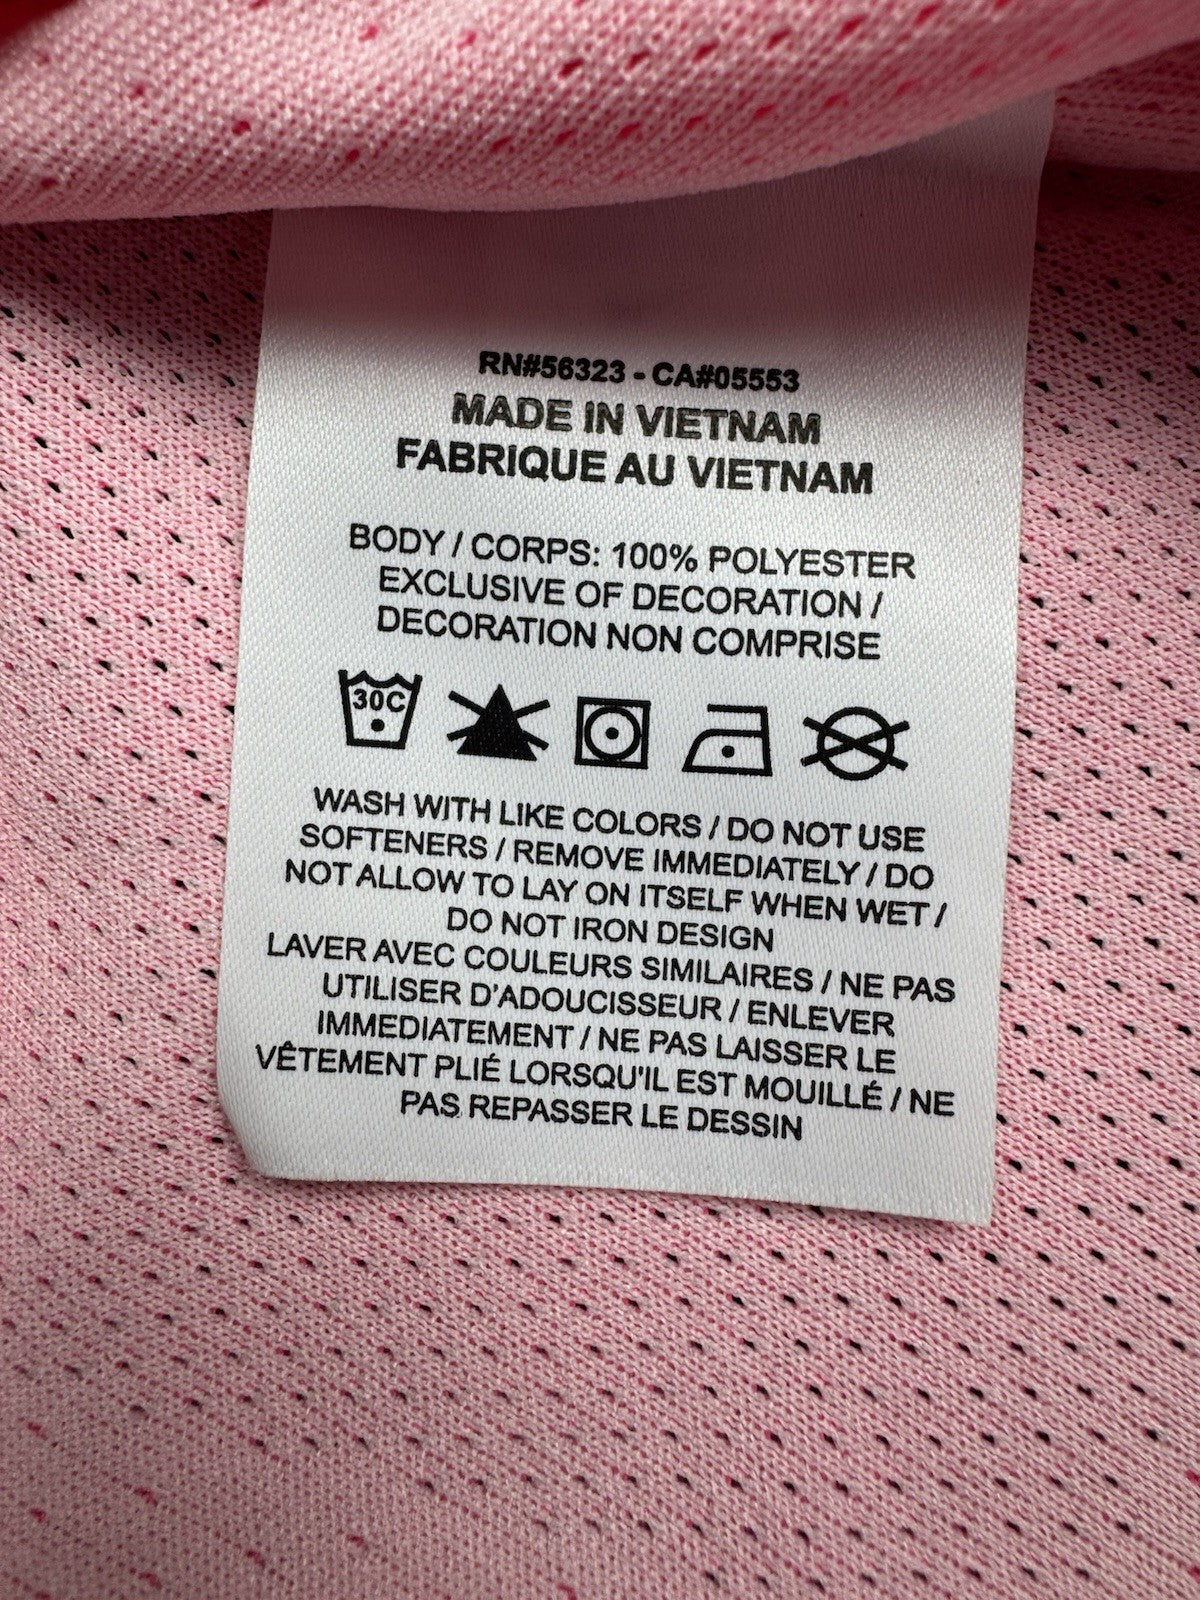 RN#56323 - CA#05553
MADE IN VIETNAM
FABRIQUE AU VIETNAM
BODY / CORPS: 100% POLYESTER
EXCLUSIVE OF DECORATION /
DECORATION NON COMPRISE
30C
WASH WITH LIKE COLORS / DO NOT USE
SOFTENERS / REMOVE IMMEDIATELY / DO
NOT ALLOW TO LAY ON ITSELF WHEN WET /
DO NOT IRON DESIGN
LAVER AVEC COULEURS SIMILAIRES / NE PAS
UTILISER D'ADOUCISSEUR / ENLEVER
IMMEDIATEMENT / NE PAS LAISSER LE
VÊTEMENT PLIÉ LORSQU'IL EST MOUILLÉ / NE
PAS REPASSER LE DESSIN